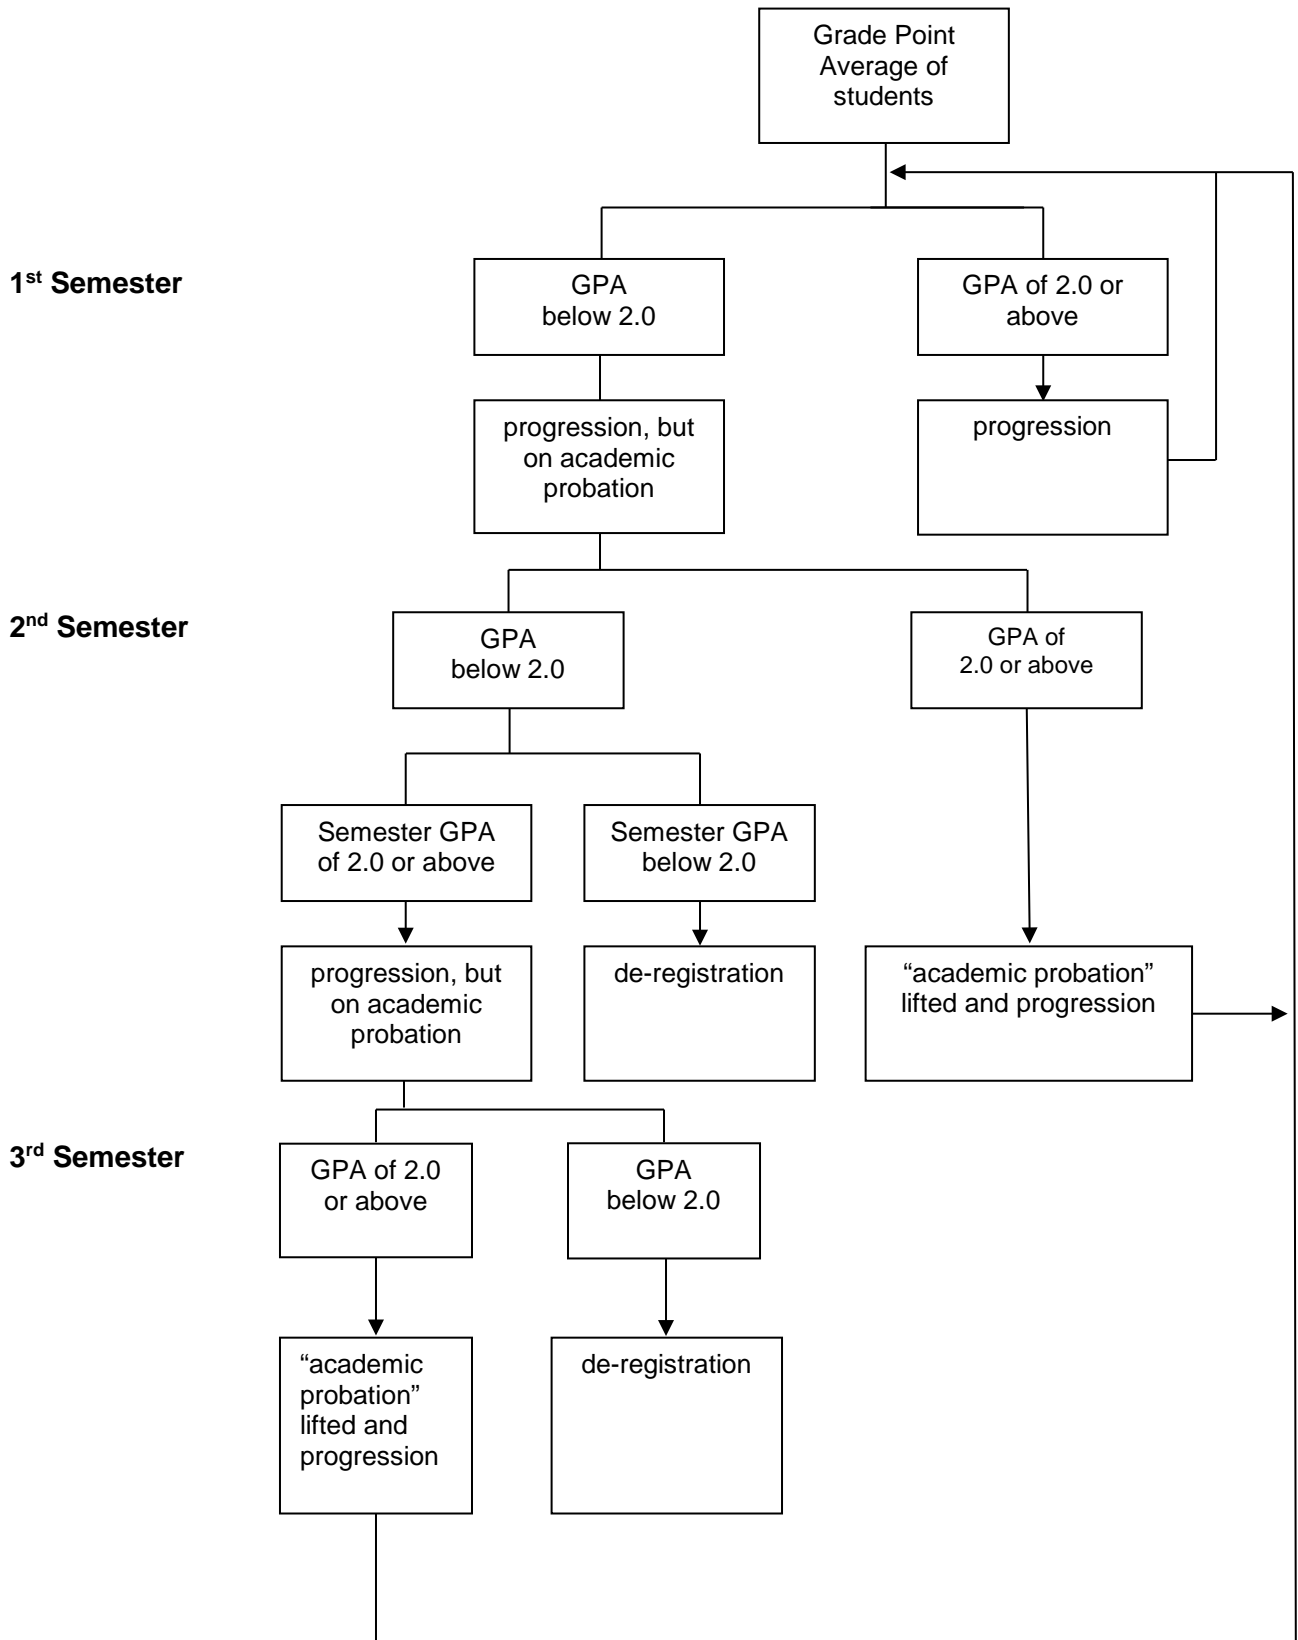 Grade Point
Average of
students
1st Semester
GPA
below 2.0
GPA of 2.0 or
above
progression, but
on academic
probation
progression
2nd Semester
GPA
below 2.0
GPA of
2.0 or above
Semester GPA
of 2.0 or above
Semester GPA
below 2.0
progression, but
on academic
probation
de-registration
“academic probation”
lifted and progression
3rd Semester
GPA of 2.0
or above
GPA
below 2.0
“academic
probation”
lifted and
progression
de-registration